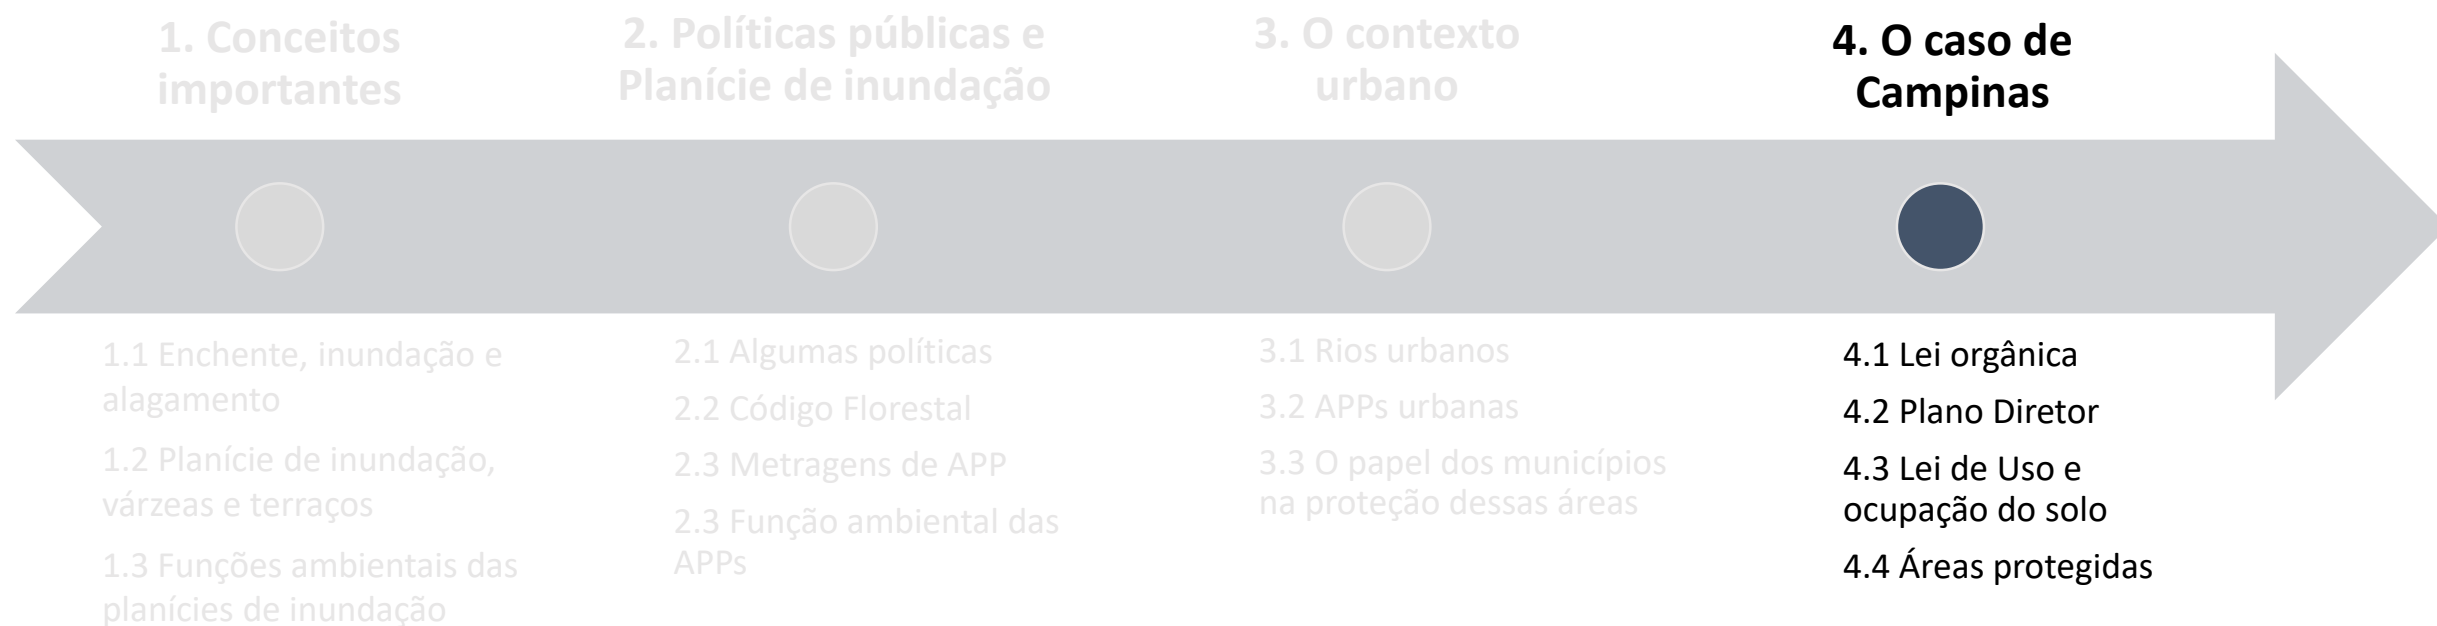 1. Conceitos
importantes
1.1 Enchente, inundação e
alagamento
1.2 Planície de inundação,
várzeas e terraços
1.3 Funções ambientais das
planícies de inundação
2. Políticas públicas e
Planície de inundação
2.1 Algumas políticas
2.2 Código Florestal
2.3 Metragens de APP
2.3 Função ambiental das
APPs
3. O contexto
urbano
3.1 Rios urbanos
3.2 APPs urbanas
3.3 O papel dos municípios
na proteção dessas áreas
4. O caso de
Campinas
4.1 Lei orgânica
4.2 Plano Diretor
4.3 Lei de Uso e
ocupação do solo
4.4 Áreas protegidas